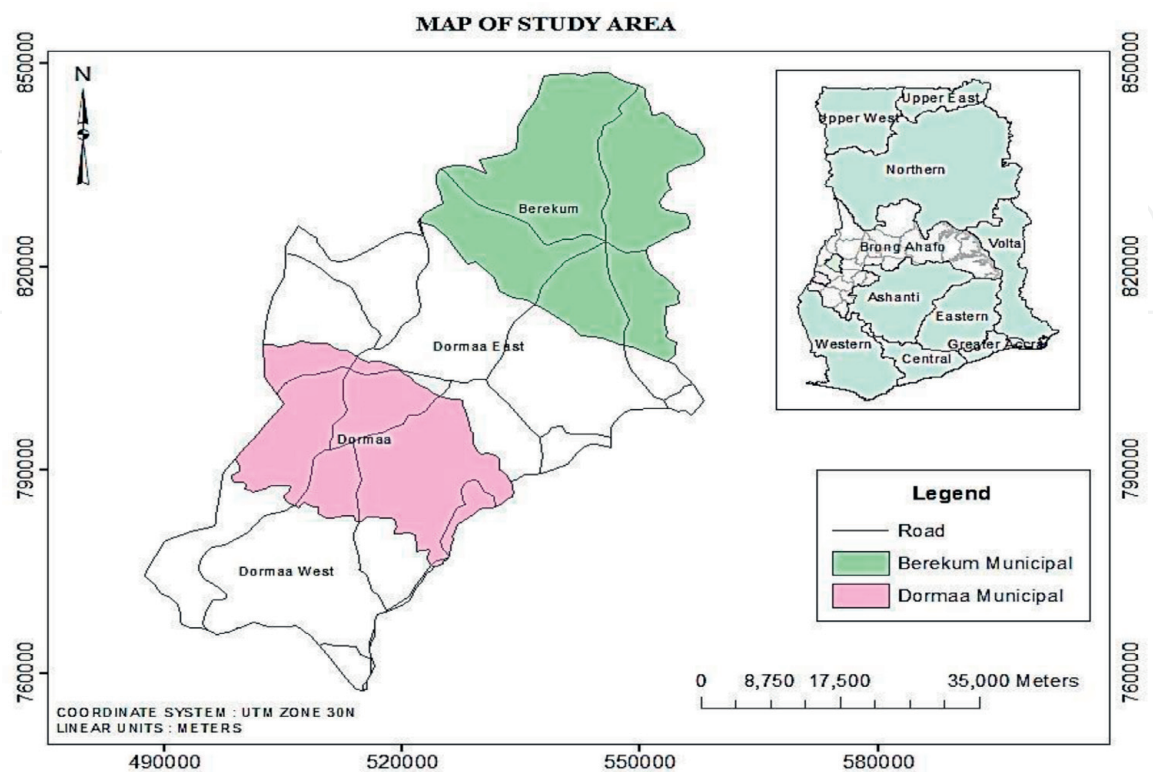 MAP OF STUDY AREA
850000
820000
790000
760000
N
Berekum
Dormaa East
Dormaa
Dormaa West
Upper East
Upper West
Northern
Brong Ahafo
Volta
Ashanti
Eastern
Western
Greater Accra
Central
850000
820000
790000
760000
Legend
Road
Berekum Municipal
Dormaa Municipal
0 8,750 17,500 35,000 Meters
COORDINATE SYSTEM : UTM ZONE 30N
LINEAR UNITS : METERS
490000 520000 550000 580000